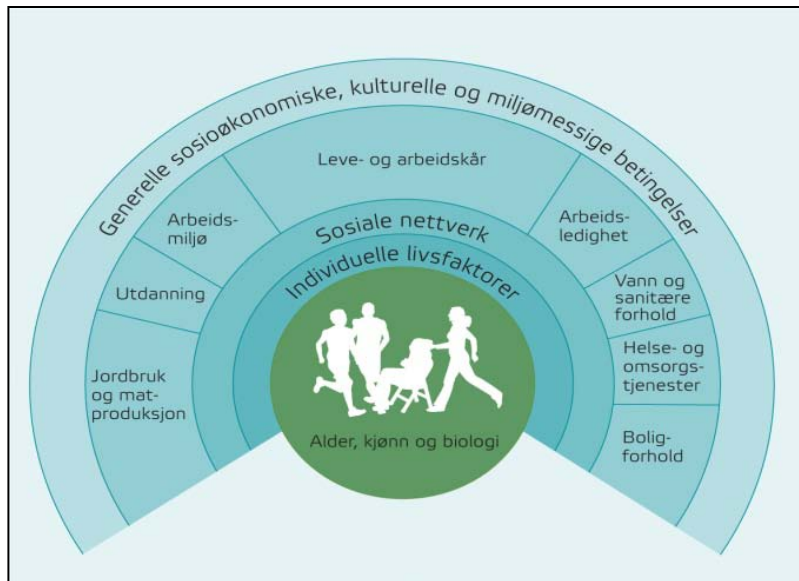 Generelle sosioøkonomiske, kulturelle og miljømessige betingelser
Leve- og arbeidskår
Arbeids-
miljø
Utdanning
Jordbruk
og mat-
produksjon
Arbeids-
ledighet
Vann og
sanitære
forhold
Helse- og
omsorgs-
tjenester
Bolig-
forhold
Sosiale nettverk
Individuelle livsfaktorer
Alder, kjønn og biologi